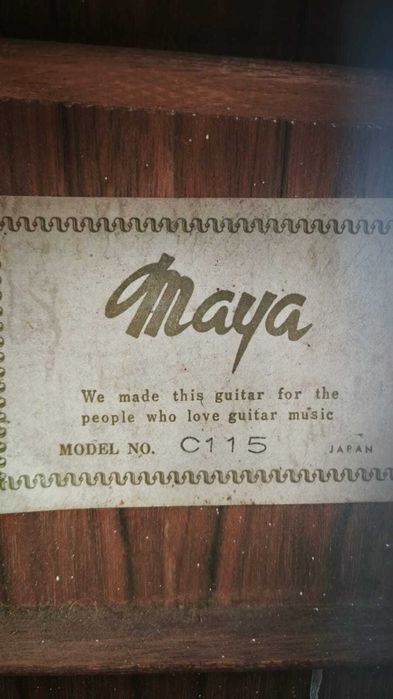 Maya
We made this guitar for the
people who love guitar music
MODEL NO. C115 JAPAN